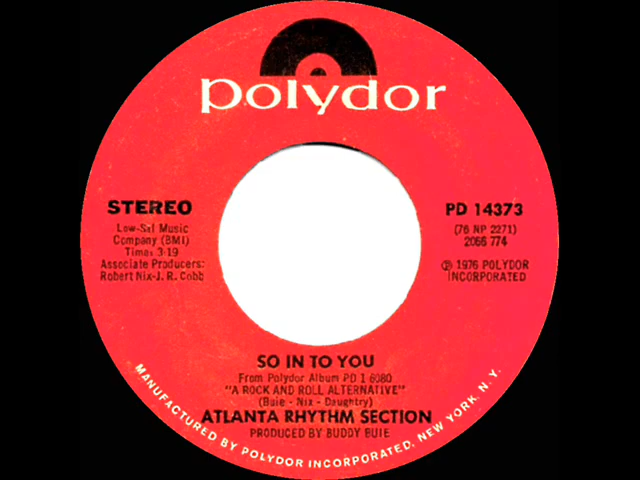 polydor
STEREO
Low-Sal Music
Company (BMI)
Time: 3:19
Associate Producers:
Robert Nix-J. R. Cobb
PD 14373
(76 NP 2271)
2066 774
℗ 1976 POLYDOR
INCORPORATED
SO IN TO YOU
From Polydor Album PD 1 6080
"A ROCK AND ROLL ALTERNATIVE"
(Buie - Nix - Daughtry)
ATLANTA RHYTHM SECTION
PRODUCED BY BUDDY BUIE
MANUFACTURED BY POLYDOR INCORPORATED, NEW YORK, N. Y.